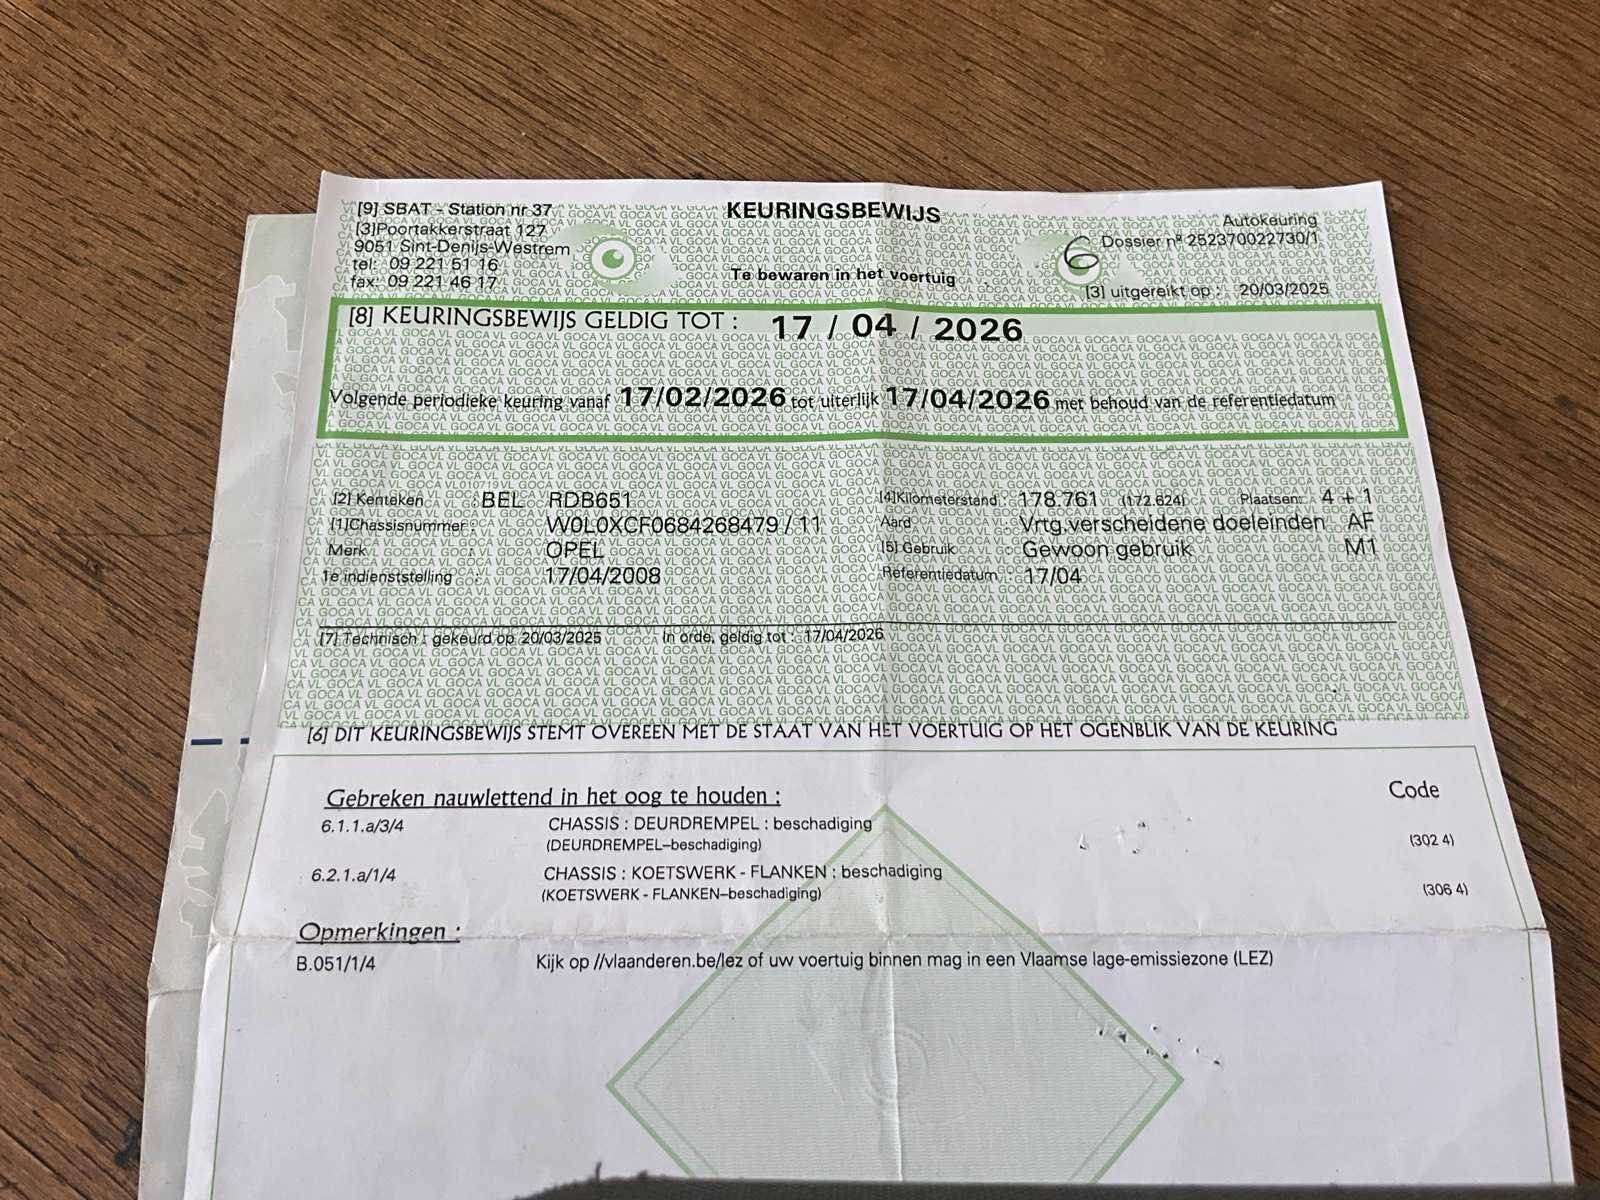 [9] SBAT - Station nr 37
KEURINGSBEWIJS
Autokeuring
[3]Poortakkerstraat 127
6
Dossier nº 252370022730/1
9051 Sint-Denijs-Westrem
tel: 09 221 51 16
Te bewaren in het voertuig
fax: 09 221 46 17
[3] uitgereikt op : 20/03/2025
[8] KEURINGSBEWIJS GELDIG TOT : 17 / 04 / 2026
Volgende periodieke keuring vanaf 17/02/2026 tot uiterlijk 17/04/2026 met behoud van de referentiedatum
[2] Kenteken : BEL RDB651
[4]Kilometerstand : 178.761 (172.624) Plaatsen: 4 + 1
[1]Chassisnummer : W0L0XCF0684268479 / 11
Aard : Vrtg.verscheidene doeleinden AF
Merk : OPEL
[5] Gebruik : Gewoon gebruik M1
1e indienststelling : 17/04/2008
Referentiedatum : 17/04
[7] Technisch : gekeurd op 20/03/2025 In orde, geldig tot : 17/04/2026
[6] DIT KEURINGSBEWIJS STEMT OVEREEN MET DE STAAT VAN HET VOERTUIG OP HET OGENBLIK VAN DE KEURING
Gebreken nauwlettend in het oog te houden :
Code
6.1.1.a/3/4 CHASSIS : DEURDREMPEL : beschadiging
(DEURDREMPEL–beschadiging) (302 4)
6.2.1.a/1/4 CHASSIS : KOETSWERK - FLANKEN : beschadiging
(KOETSWERK - FLANKEN–beschadiging) (306 4)
Opmerkingen :
B.051/1/4 Kijk op //vlaanderen.be/lez of uw voertuig binnen mag in een Vlaamse lage-emissiezone (LEZ)